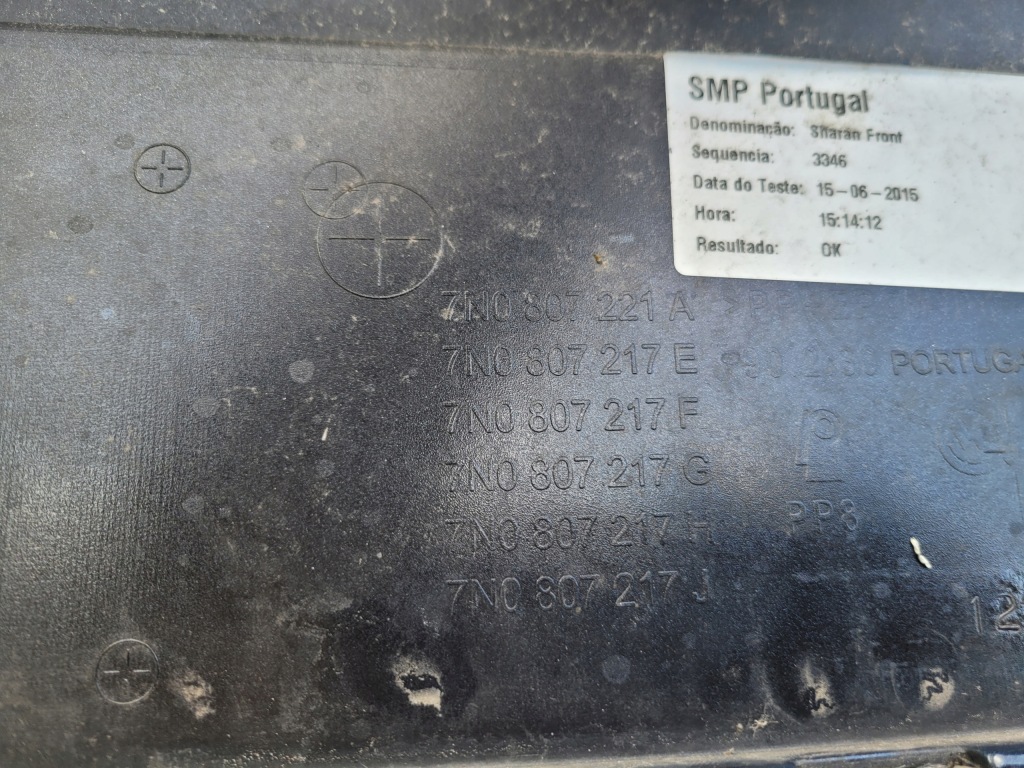 SMP Portugal
Denominação: Sharan Front
Sequencia: 3346
Data do Teste: 15-06-2015
Hora: 15:14:12
Resultado: OK
7N0 807 221 A
7N0 807 217 E PORTUGA
7N0 807 217 F
7N0 807 217 G
7N0 807 217 H
7N0 807 217 J
12